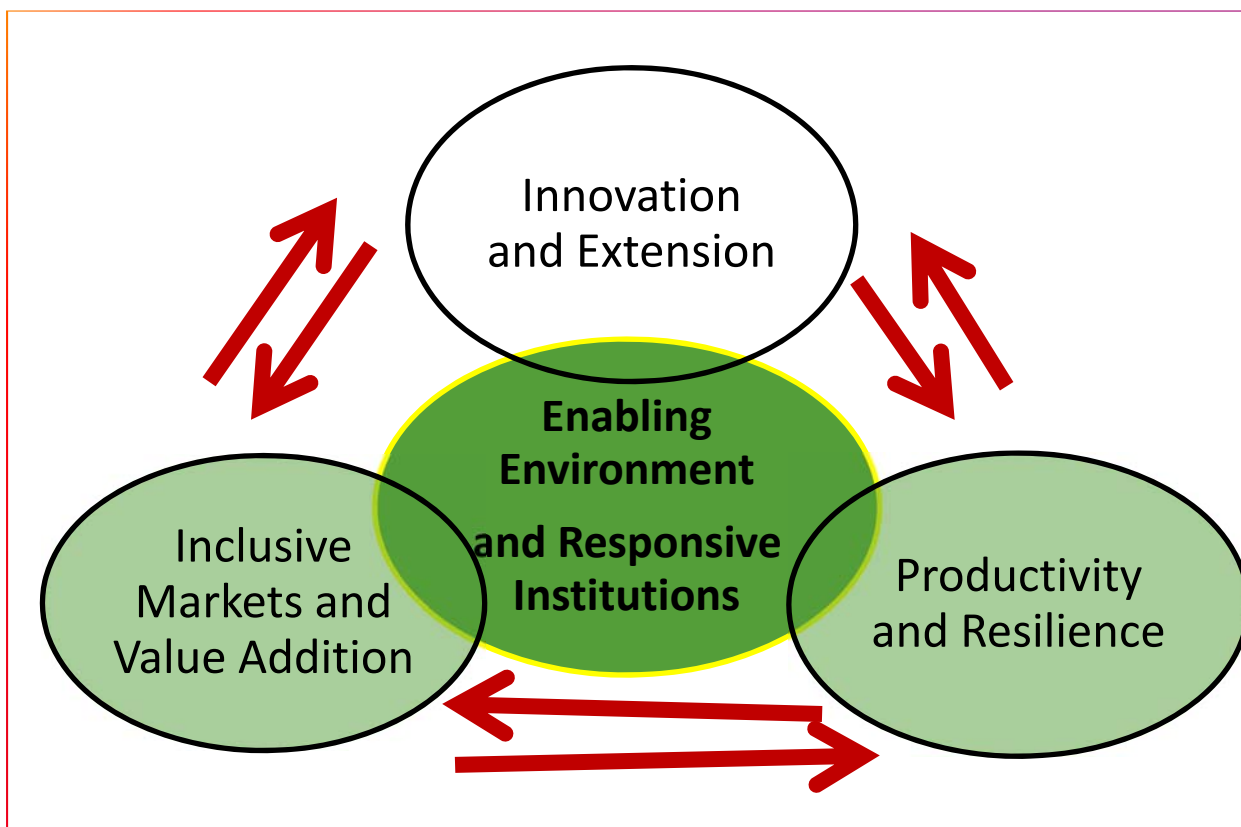 Innovation
and Extension
Enabling
Environment
and Responsive
Institutions
Inclusive
Markets and
Value Addition
Productivity
and Resilience